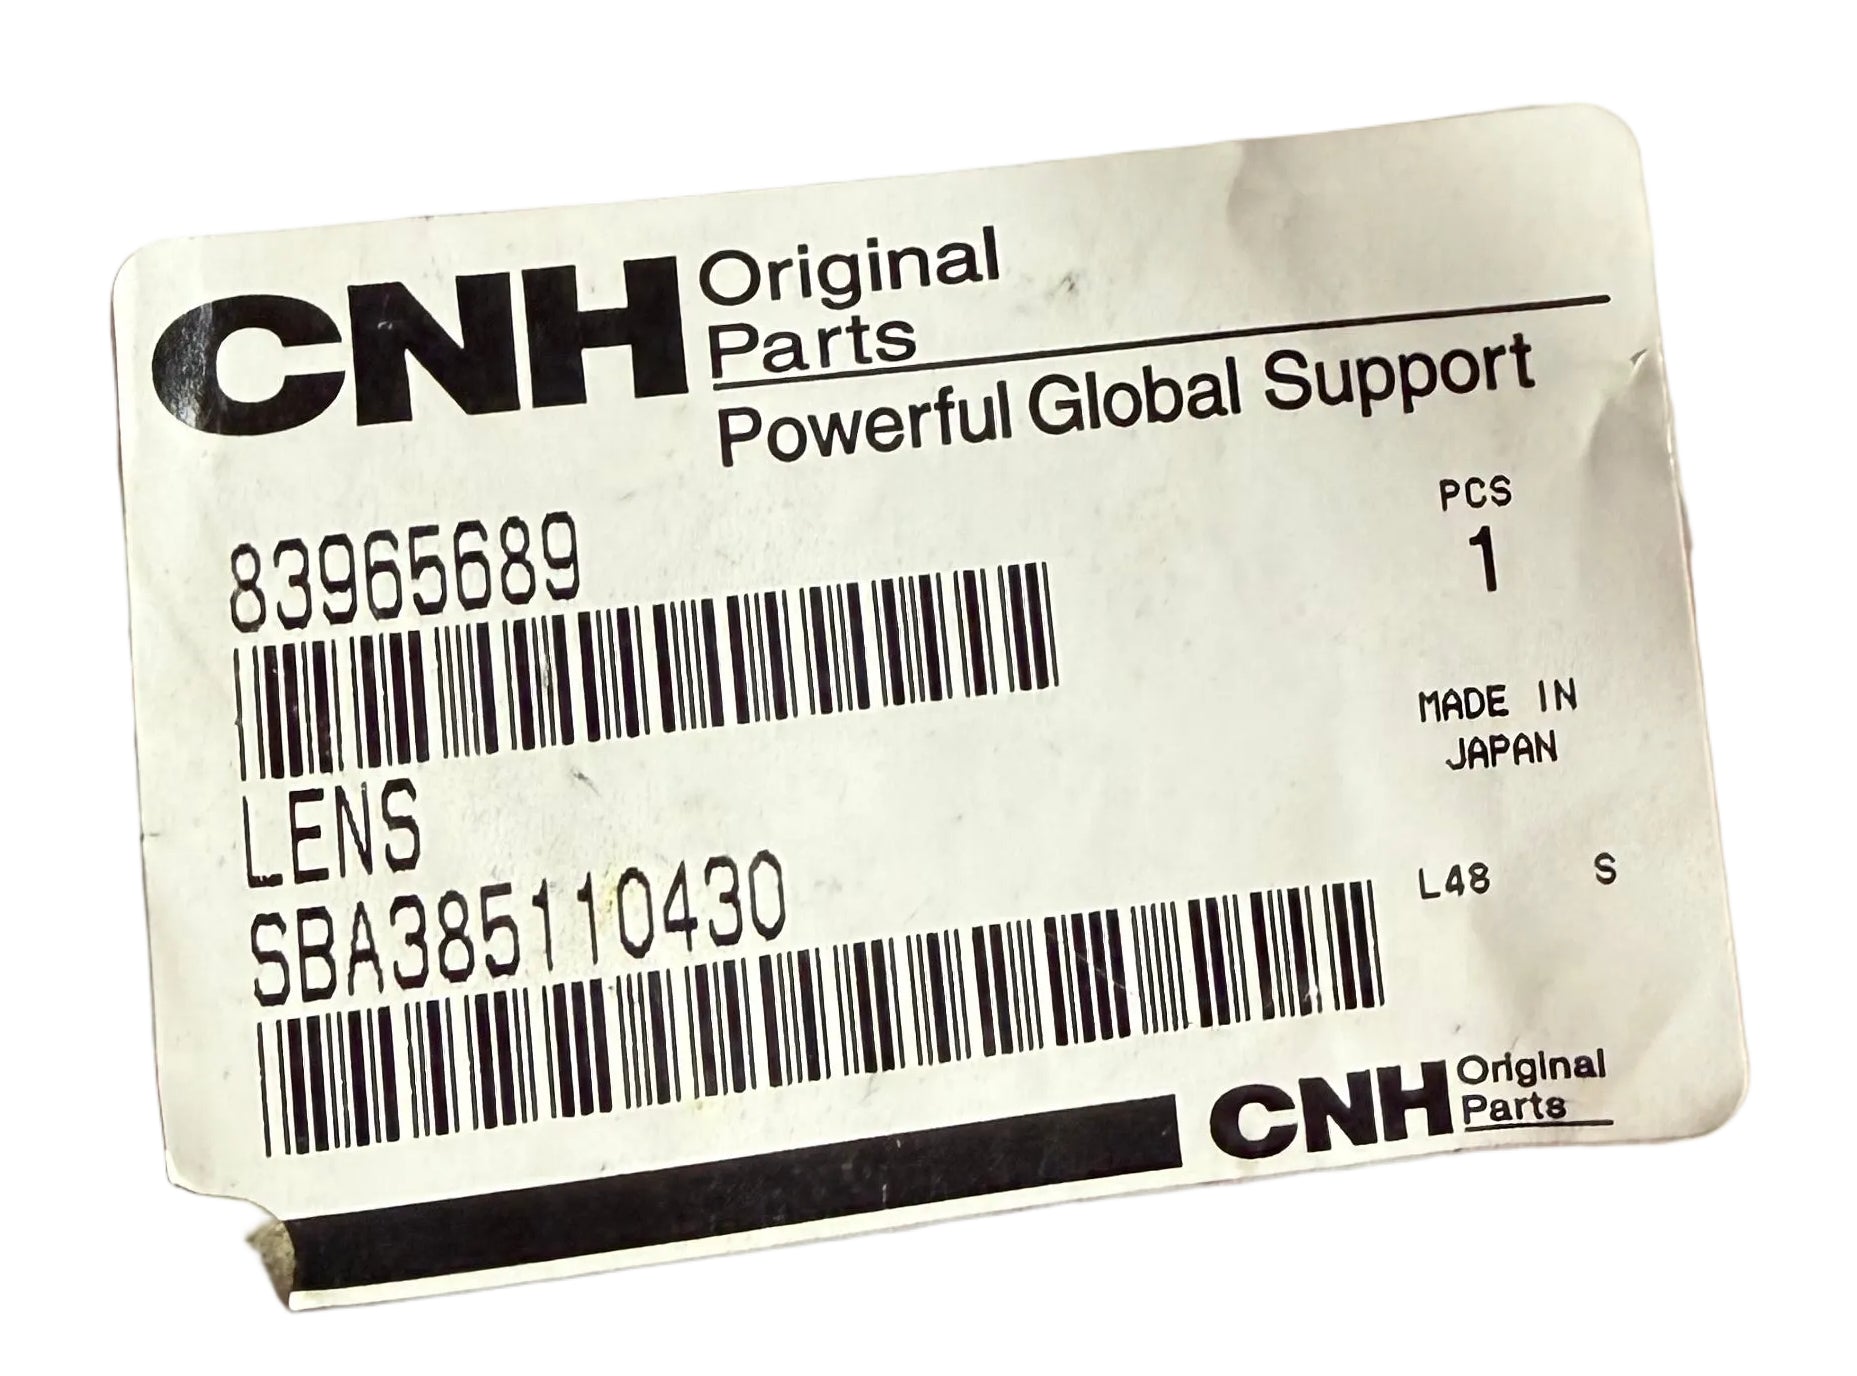 CNH Original
Parts
Powerful Global Support
83965689
PCS
1
MADE IN
JAPAN
LENS
SBA385110430
L48 S
CNH Original
Parts